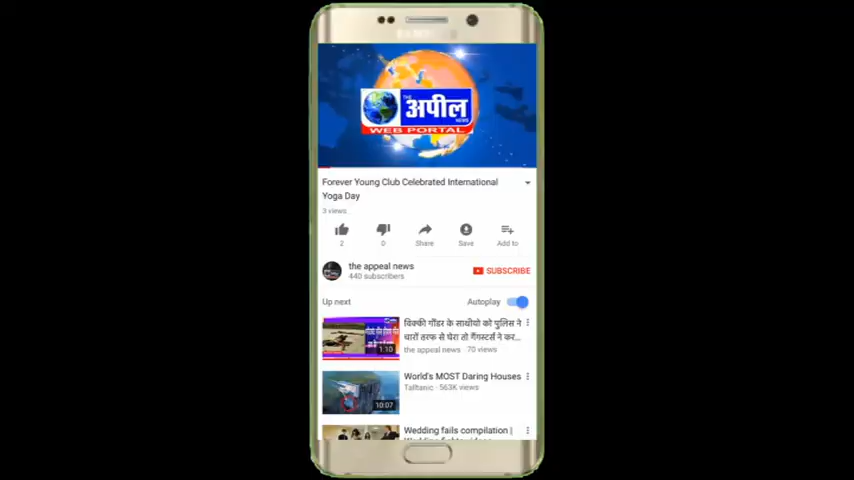 THE
अपील
NEWS
WEB PORTAL
Forever Young Club Celebrated International
Yoga Day
3 views
2
0
Share
Save
Add to
the appeal news
440 subscribers
SUBSCRIBE
Up next
Autoplay
विक्की गौंडर के साथीयो को पुलिस ने
चारों तरफ से घेरा तो गैंगस्टर्स ने कर...
the appeal news 70 views
1:10
World's MOST Daring Houses
Talltanic · 563K views
10:07
Wedding fails compilation |